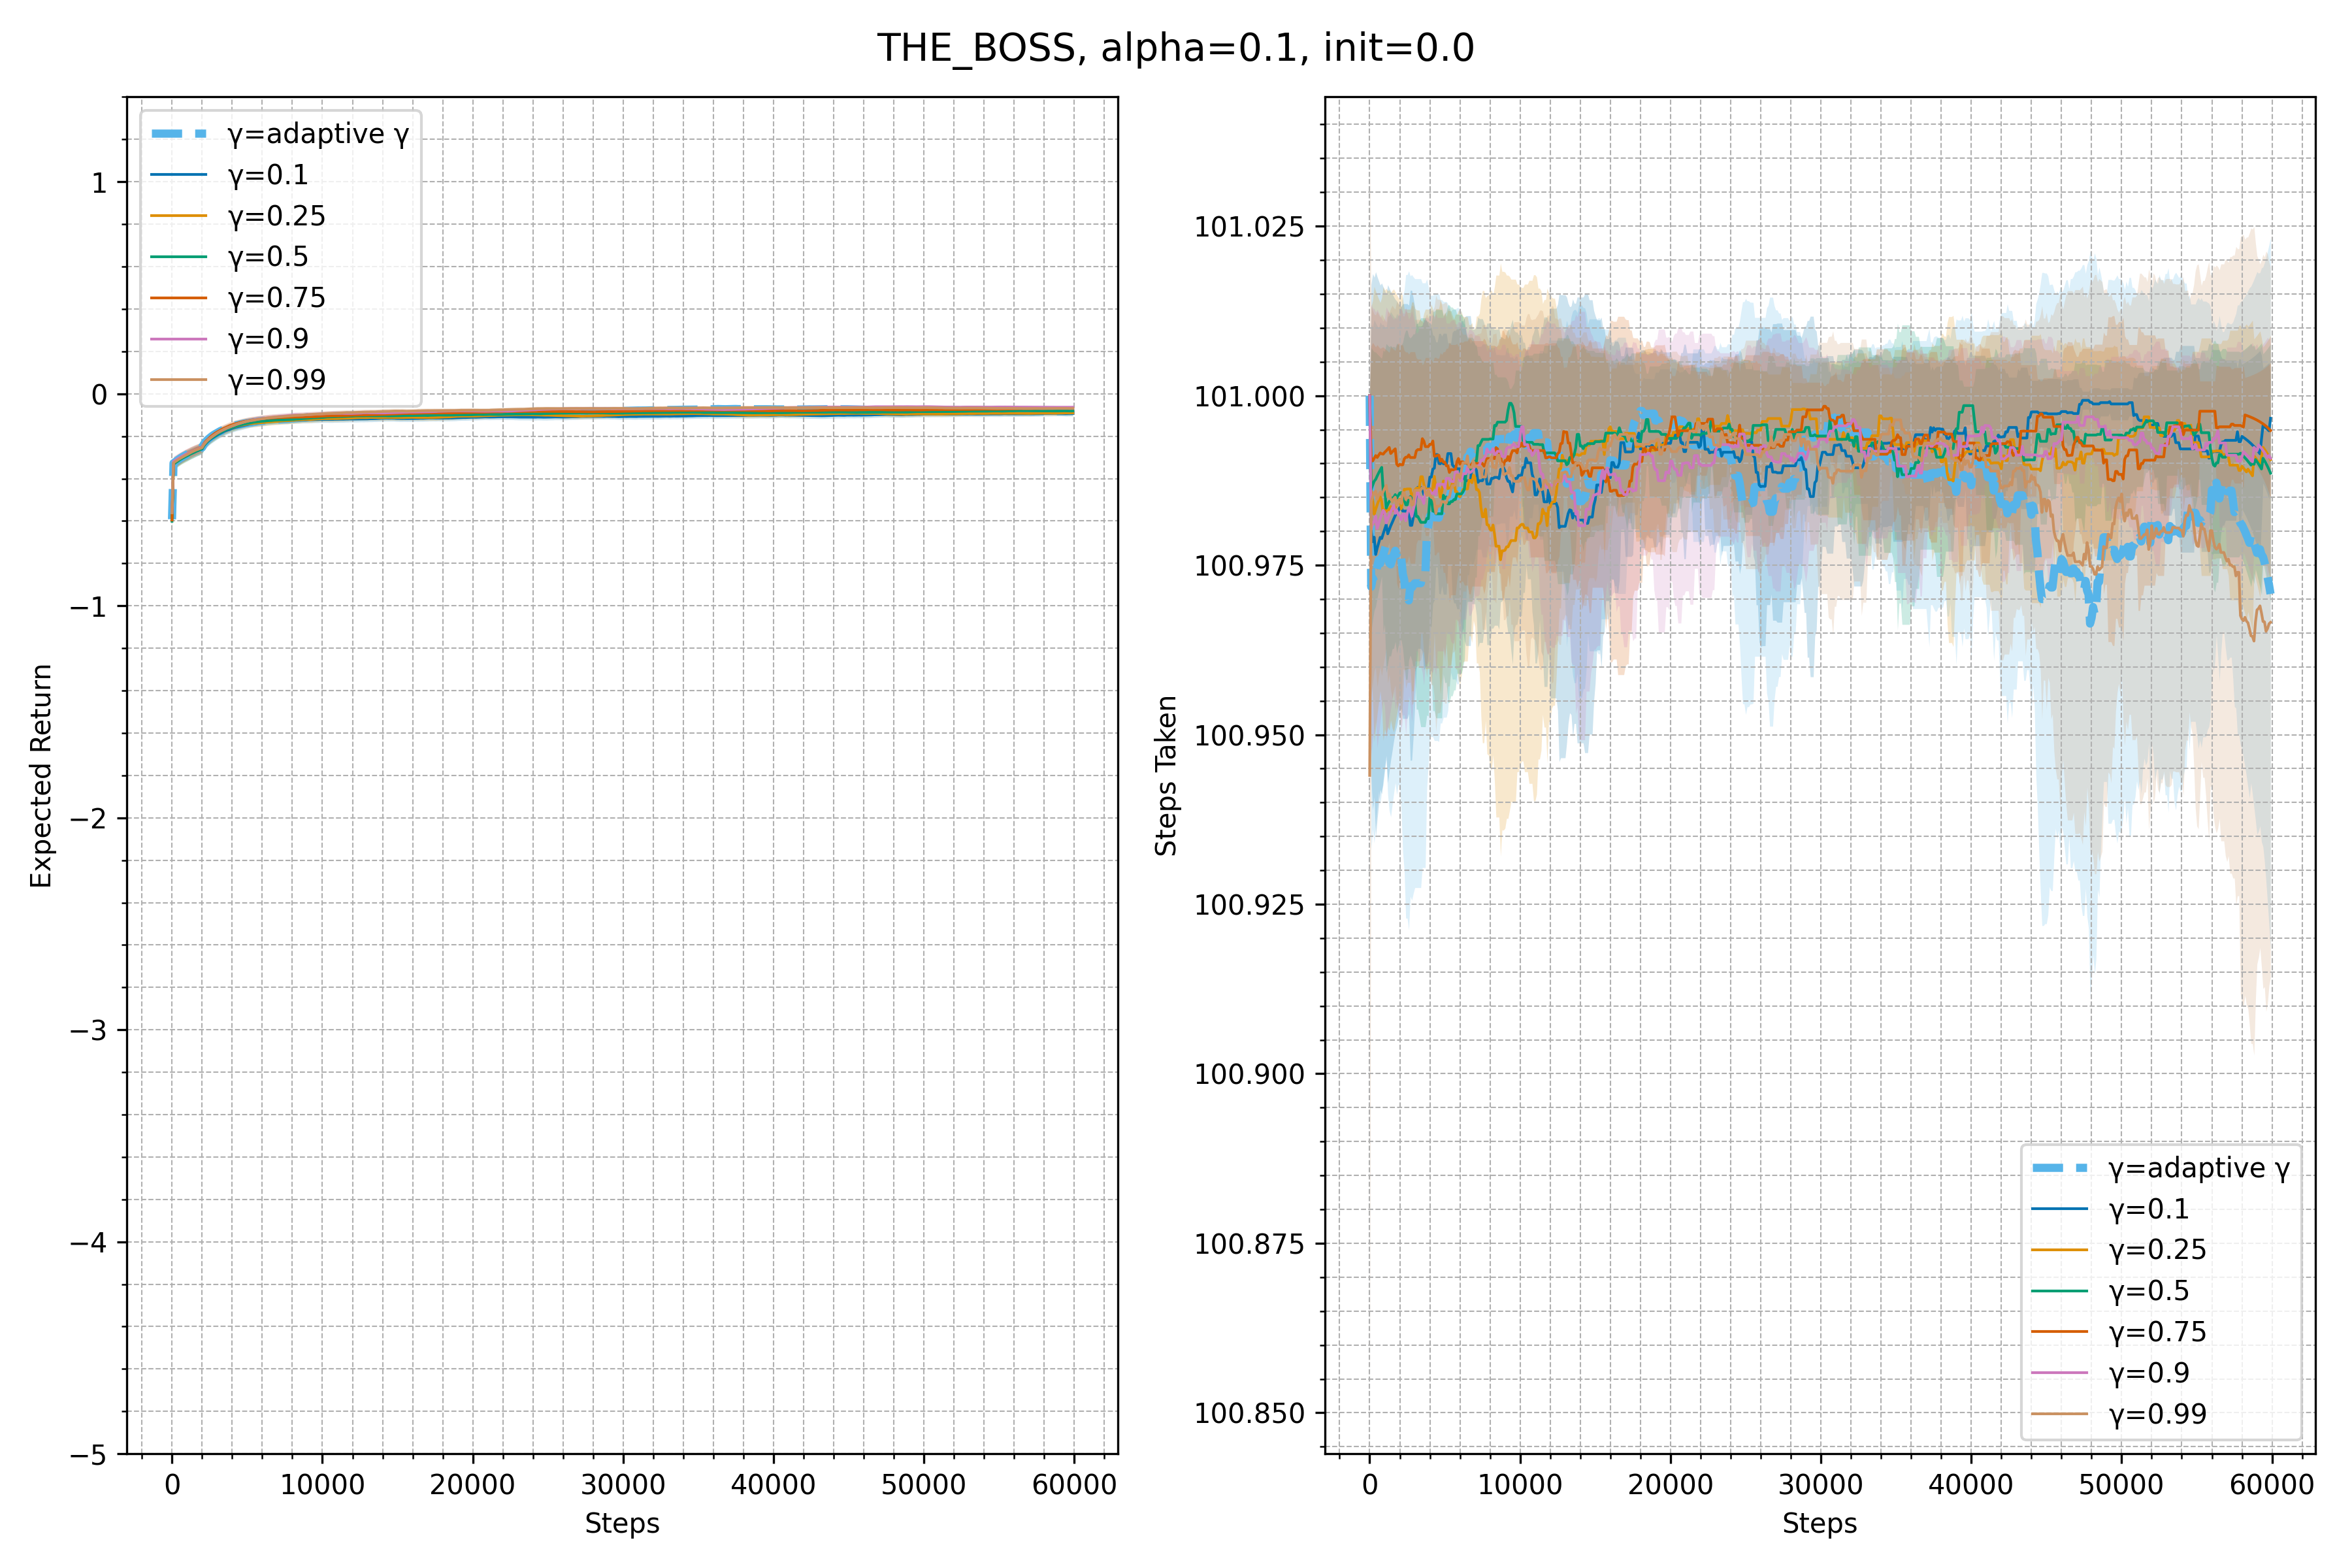 THE_BOSS, alpha=0.1, init=0.0
Expected Return
1
0
−1
−2
−3
−4
−5
γ=adaptive γ
γ=0.1
γ=0.25
γ=0.5
γ=0.75
γ=0.9
γ=0.99
0 10000 20000 30000 40000 50000 60000
Steps
Steps Taken
101.025
101.000
100.975
100.950
100.925
100.900
100.875
100.850
γ=adaptive γ
γ=0.1
γ=0.25
γ=0.5
γ=0.75
γ=0.9
γ=0.99
0 10000 20000 30000 40000 50000 60000
Steps